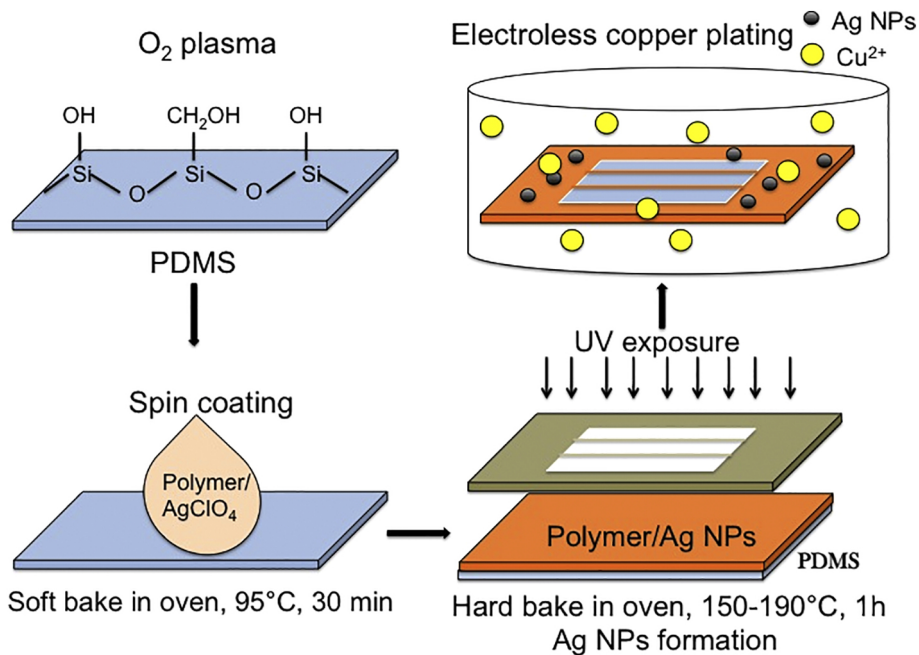 O₂ plasma
OH
CH₂OH
OH
Si
Si
Si
O
O
PDMS
Spin coating
Polymer/
AgClO₄
Soft bake in oven, 95°C, 30 min
Electroless copper plating
Ag NPs
Cu²⁺
UV exposure
Polymer/Ag NPs
PDMS
Hard bake in oven, 150-190°C, 1h
Ag NPs formation